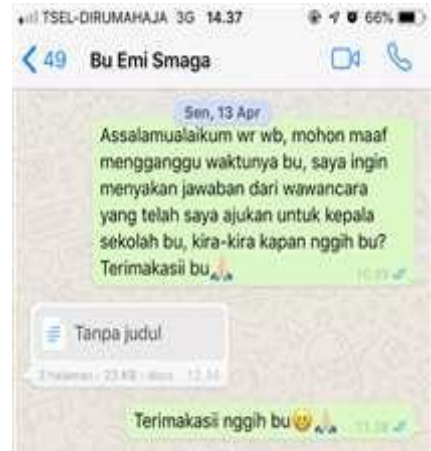 TSEL-DIRUMAHAJA 3G 14.37 66%
49 Bu Emi Smaga
Sen, 13 Apr
Assalamualaikum wr wb, mohon maaf
mengganggu waktunya bu, saya ingin
menyakan jawaban dari wawancara
yang telah saya ajukan untuk kepala
sekolah bu, kira-kira kapan nggih bu?
Terimakasii bu🙏🏻
Tanpa judul
23 KB
Terimakasii nggih bu😊🙏🏻